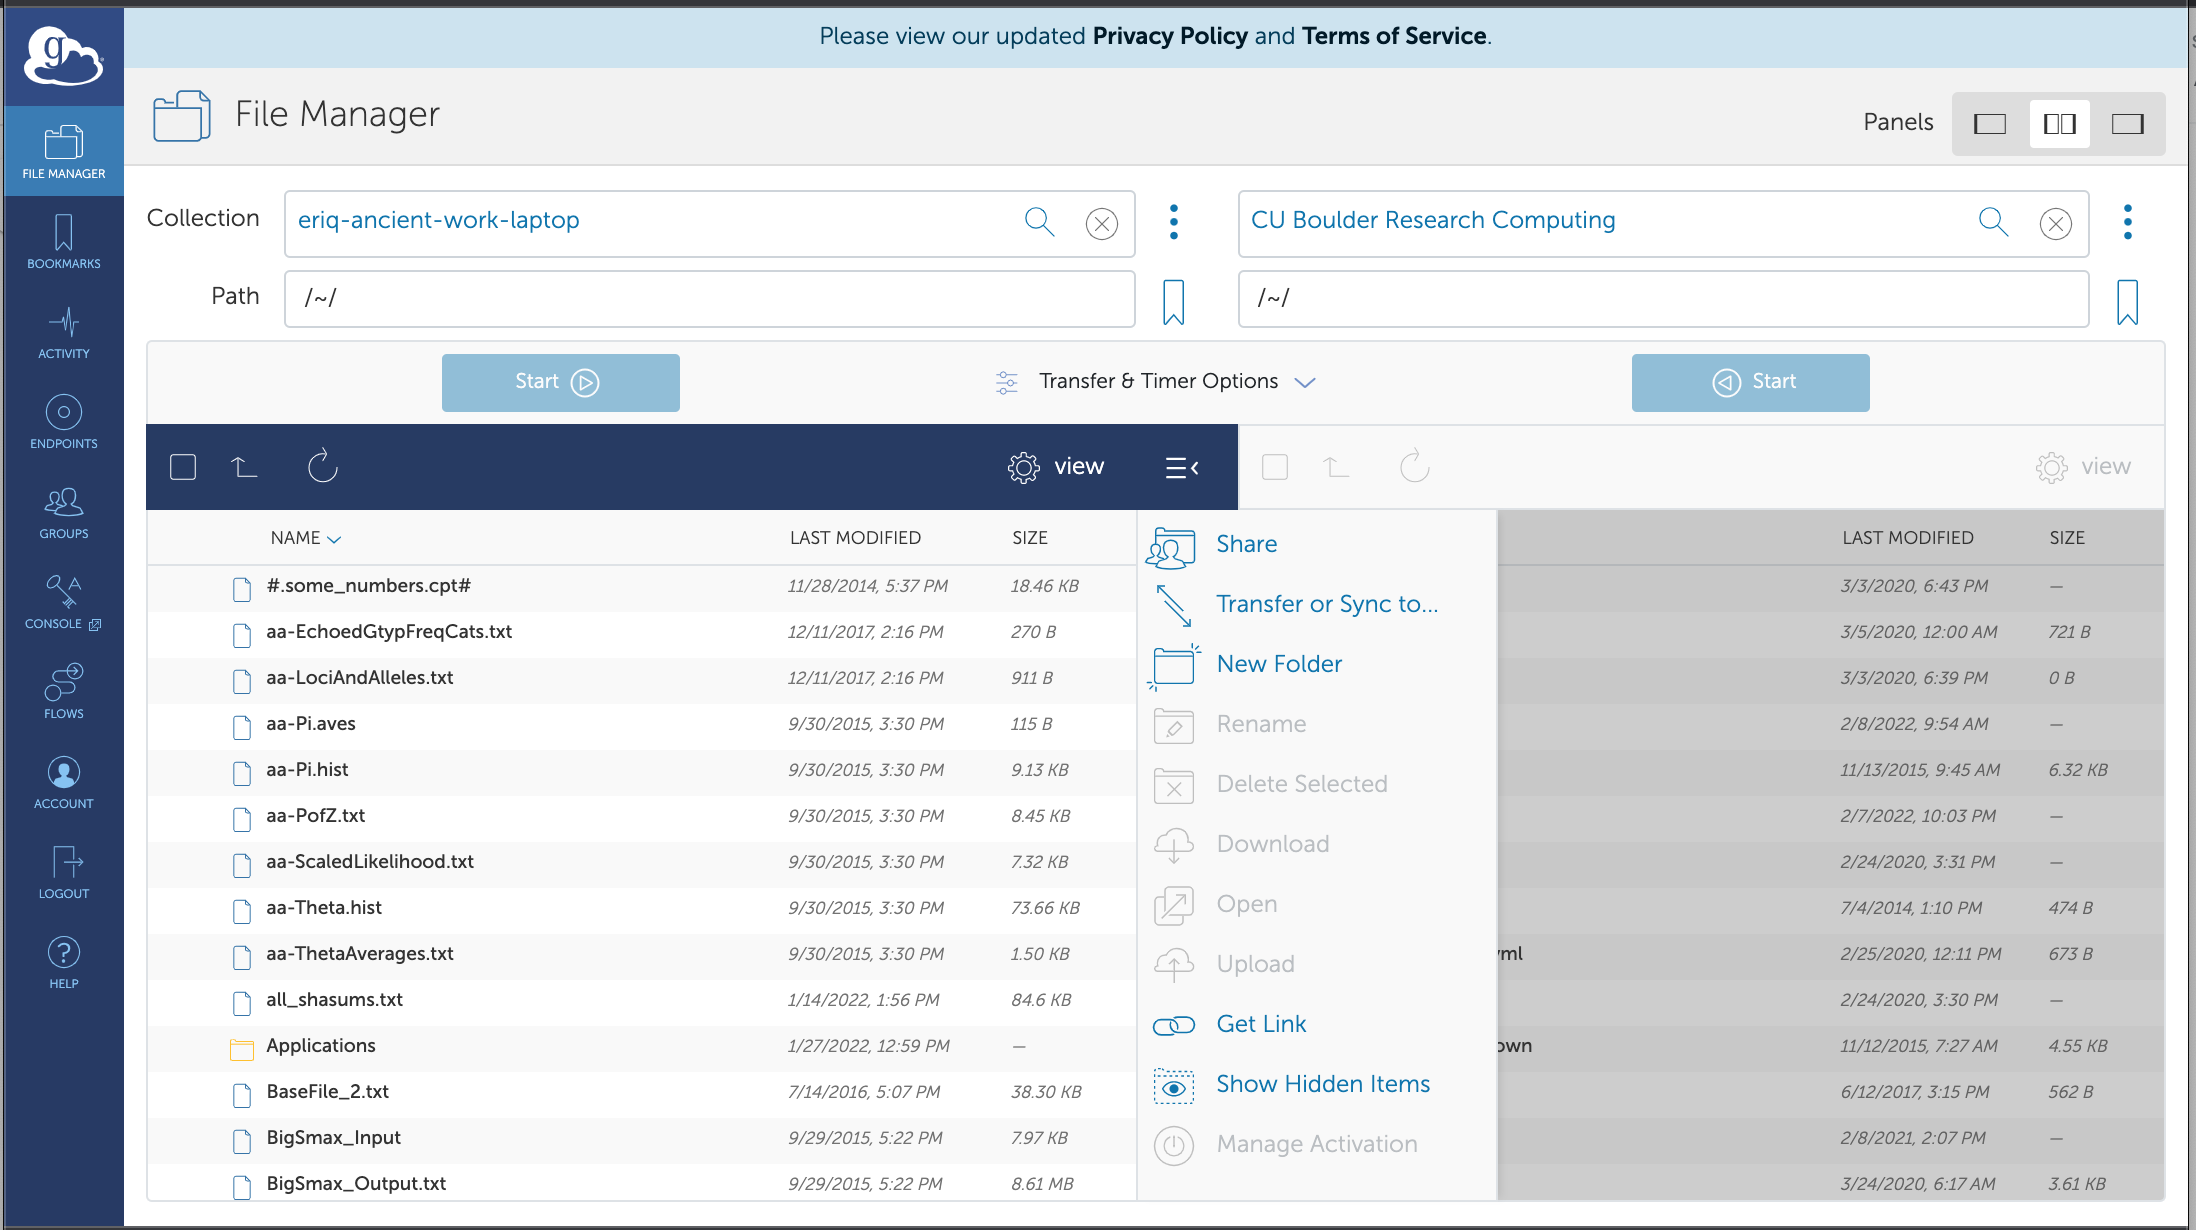 Please view our updated Privacy Policy and Terms of Service.
g
File Manager
Panels
FILE MANAGER
BOOKMARKS
ACTIVITY
ENDPOINTS
GROUPS
CONSOLE
FLOWS
ACCOUNT
LOGOUT
HELP
Collection eriq-ancient-work-laptop CU Boulder Research Computing
Path /~/ /~/
Start Transfer & Timer Options Start
view view
NAME LAST MODIFIED SIZE LAST MODIFIED SIZE
#.some_numbers.cpt# 11/28/2014, 5:37 PM 18.46 KB 3/3/2020, 6:43 PM —
aa-EchoedGtypFreqCats.txt 12/11/2017, 2:16 PM 270 B 3/5/2020, 12:00 AM 721 B
aa-LociAndAlleles.txt 12/11/2017, 2:16 PM 911 B 3/3/2020, 6:39 PM 0 B
aa-Pi.aves 9/30/2015, 3:30 PM 115 B 2/8/2022, 9:54 AM —
aa-Pi.hist 9/30/2015, 3:30 PM 9.13 KB 11/13/2015, 9:45 AM 6.32 KB
aa-PofZ.txt 9/30/2015, 3:30 PM 8.45 KB 2/7/2022, 10:03 PM —
aa-ScaledLikelihood.txt 9/30/2015, 3:30 PM 7.32 KB 2/24/2020, 3:31 PM —
aa-Theta.hist 9/30/2015, 3:30 PM 73.66 KB 7/4/2014, 1:10 PM 474 B
aa-ThetaAverages.txt 9/30/2015, 3:30 PM 1.50 KB 2/25/2020, 12:11 PM 673 B
all_shasums.txt 1/14/2022, 1:56 PM 84.6 KB 2/24/2020, 3:30 PM —
Applications 1/27/2022, 12:59 PM — own 11/12/2015, 7:27 AM 4.55 KB
BaseFile_2.txt 7/14/2016, 5:07 PM 38.30 KB 6/12/2017, 3:15 PM 562 B
BigSmax_Input 9/29/2015, 5:22 PM 7.97 KB 2/8/2021, 2:07 PM —
BigSmax_Output.txt 9/29/2015, 5:22 PM 8.61 MB 3/24/2020, 6:17 AM 3.61 KB
Share
Transfer or Sync to...
New Folder
Rename
Delete Selected
Download
Open
Upload
Get Link
Show Hidden Items
Manage Activation